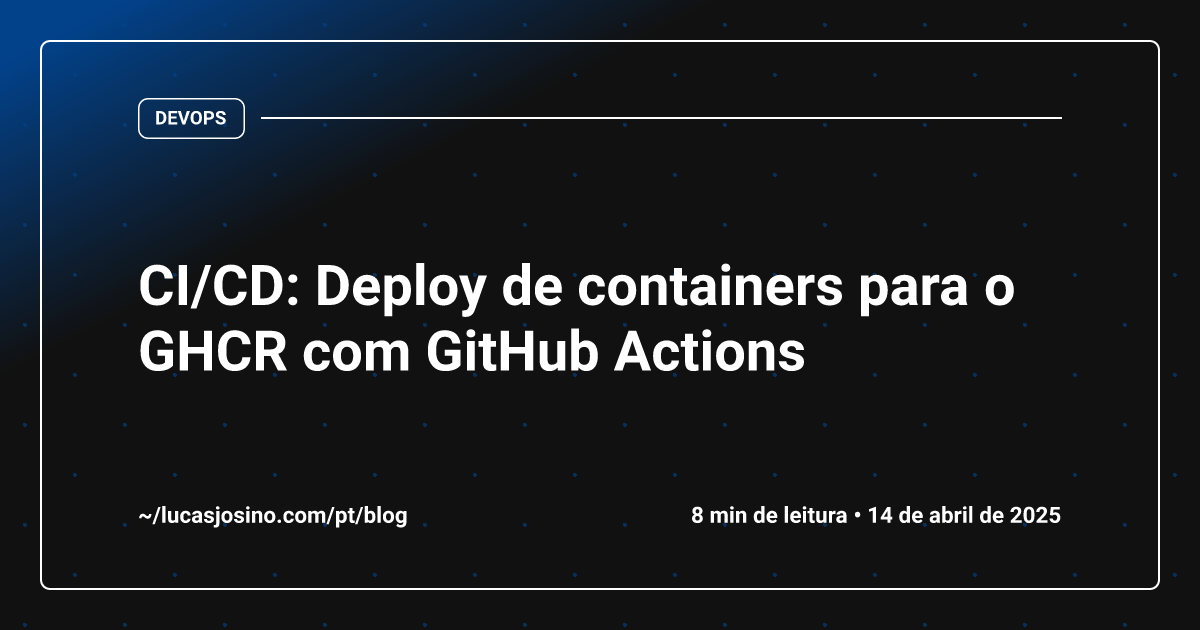 DEVOPS
CI/CD: Deploy de containers para o
GHCR com GitHub Actions
~/lucasjosino.com/pt/blog
8 min de leitura • 14 de abril de 2025